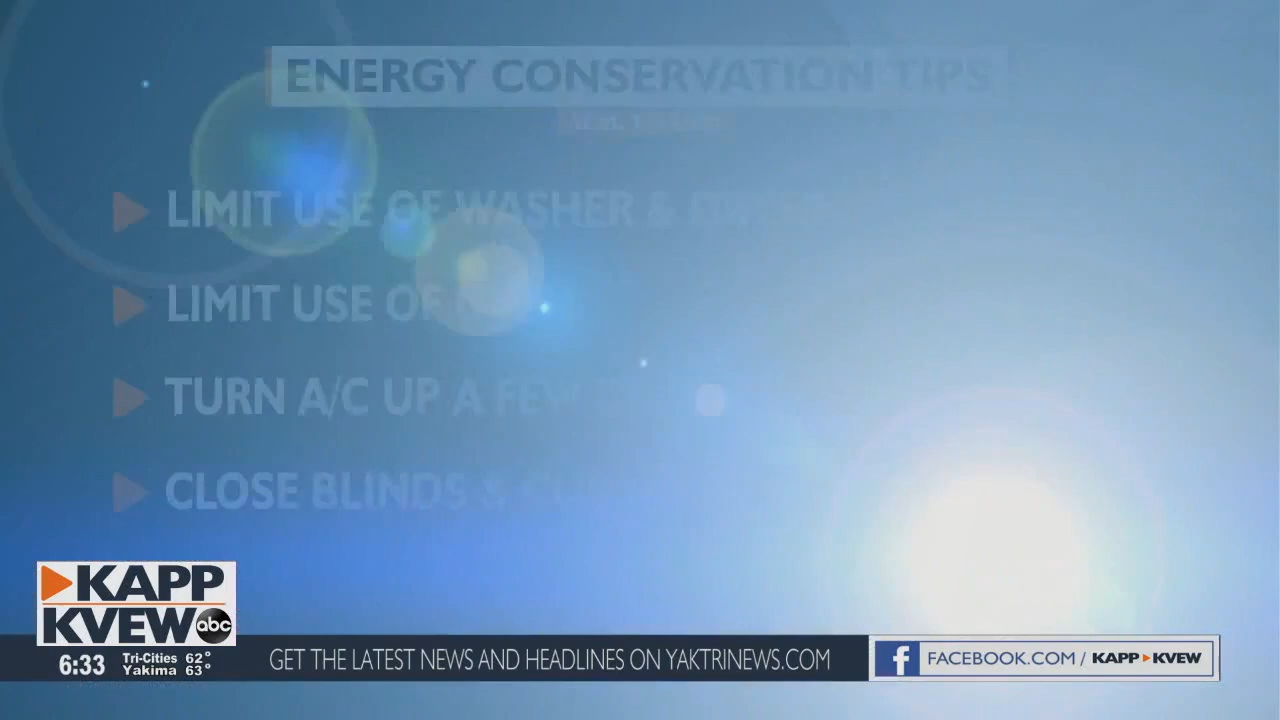 ENERGY CONSERVATION TIPS
LIMIT USE OF WASHER &
LIMIT USE OF
TURN A/C UP A FEW
CLOSE BLINDS &
KAPP
KVEW abc
6:33
Tri-Cities 62°
Yakima 63°
GET THE LATEST NEWS AND HEADLINES ON YAKTRINEWS.COM
f FACEBOOK.COM / KAPP KVEW